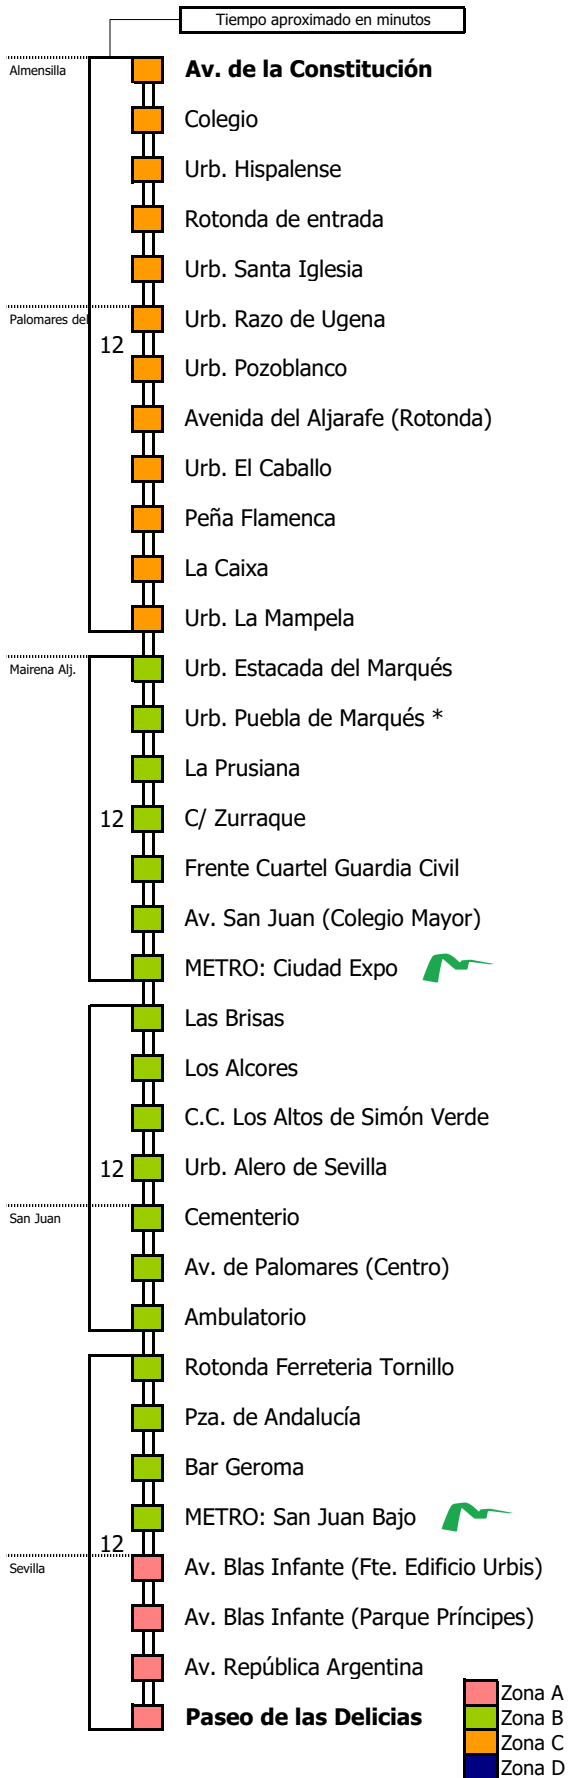 Tiempo aproximado en minutos
Almensilla
Av. de la Constitución
Colegio
Urb. Hispalense
Rotonda de entrada
Urb. Santa Iglesia
Palomares del
Urb. Razo de Ugena
12
Urb. Pozoblanco
Avenida del Aljarafe (Rotonda)
Urb. El Caballo
Peña Flamenca
La Caixa
Urb. La Mampela
Mairena Alj.
Urb. Estacada del Marqués
Urb. Puebla de Marqués *
La Prusiana
12
C/ Zurraque
Frente Cuartel Guardia Civil
Av. San Juan (Colegio Mayor)
METRO: Ciudad Expo
Las Brisas
Los Alcores
C.C. Los Altos de Simón Verde
12
Urb. Alero de Sevilla
San Juan
Cementerio
Av. de Palomares (Centro)
Ambulatorio
Rotonda Ferreteria Tornillo
Pza. de Andalucía
Bar Geroma
METRO: San Juan Bajo
12
Sevilla
Av. Blas Infante (Fte. Edificio Urbis)
Av. Blas Infante (Parque Príncipes)
Av. República Argentina
Paseo de las Delicias
Zona A
Zona B
Zona C
Zona D